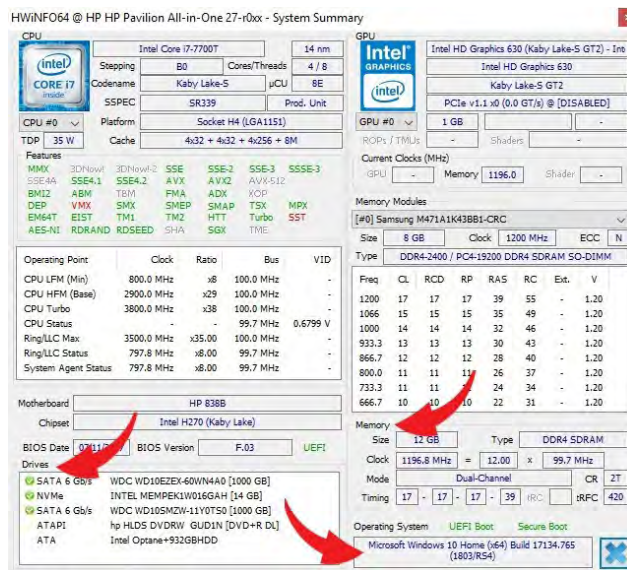 HWiNFO64 @ HP HP Pavilion All-in-One 27-r0xx - System Summary
CPU
Intel Core i7-7700T 14 nm
Stepping B0 Cores/Threads 4 / 8
Codename Kaby Lake-S µCU 8E
SSPEC SR339 Prod. Unit
CPU #0 Platform Socket H4 (LGA1151)
TDP 35 W Cache 4x32 + 4x32 + 4x256 + 8M
(intel)
CORE i7
inside
Features
MMX 3DNow! 3DNow!-2 SSE SSE-2 SSE-3 SSSE-3
SSE4A SSE4.1 SSE4.2 AVX AVX2 AVX-512
BMI2 ABM TBM FMA ADX XOP
DEP VMX SMX SMEP SMAP TSX MPX
EM64T EIST TM1 TM2 HTT Turbo SST
AES-NI RDRAND RDSEED SHA SGX TME
Operating Point Clock Ratio Bus VID
CPU LFM (Min) 800.0 MHz x8 100.0 MHz -
CPU HFM (Base) 2900.0 MHz x29 100.0 MHz -
CPU Turbo 3800.0 MHz x38 100.0 MHz -
CPU Status - - 99.7 MHz 0.6799 V
Ring/LLC Max 3500.0 MHz x35.00 100.0 MHz -
Ring/LLC Status 797.8 MHz x8.00 99.7 MHz -
System Agent Status 797.8 MHz x8.00 99.7 MHz -
Motherboard HP 838B
Chipset Intel H270 (Kaby Lake)
BIOS Date BIOS Version F.03 UEFI
Drives
SATA 6 Gb/s WDC WD10EZEX-60WN4A0 [1000 GB]
NVMe INTEL MEMPEK1W016GAH [14 GB]
SATA 6 Gb/s WDC WD10SMZW-11Y0TS0 [1000 GB]
ATAPI hp HLDS DVDRW GUD1N [DVD+R DL]
ATA Intel Optane+932GBHDD
GPU
Intel
GRAPHICS
(intel)
Intel HD Graphics 630 (Kaby Lake-S GT2) - Int
Intel HD Graphics 630
Kaby Lake-S GT2
PCIe v1.1 x0 (0.0 GT/s) @ [DISABLED]
GPU #0 1 GB -
ROPs / TMUs - Shaders -
Current Clocks (MHz)
GPU - Memory 1196.0 Shader -
Memory Modules
[#0] Samsung M471A1K43BB1-CRC
Size 8 GB Clock 1200 MHz ECC N
Type DDR4-2400 / PC4-19200 DDR4 SDRAM SO-DIMM
Freq CL RCD RP RAS RC Ext. V
1200 17 17 17 39 55 - 1.20
1066 15 15 15 35 49 - 1.20
1000 14 14 14 32 46 - 1.20
933.3 13 13 13 30 43 - 1.20
866.7 12 12 12 28 40 - 1.20
800.0 11 11 11 26 37 - 1.20
733.3 11 11 24 34 - 1.20
666.7 10 10 10 22 31 - 1.20
Memory
Size 12 GB Type DDR4 SDRAM
Clock 1196.8 MHz = 12.00 x 99.7 MHz
Mode Dual-Channel CR 2T
Timing 17 - 17 - 17 - 39 tRC tRFC 420
Operating System UEFI Boot Secure Boot
Microsoft Windows 10 Home (x64) Build 17134.765
(1803/RS4)